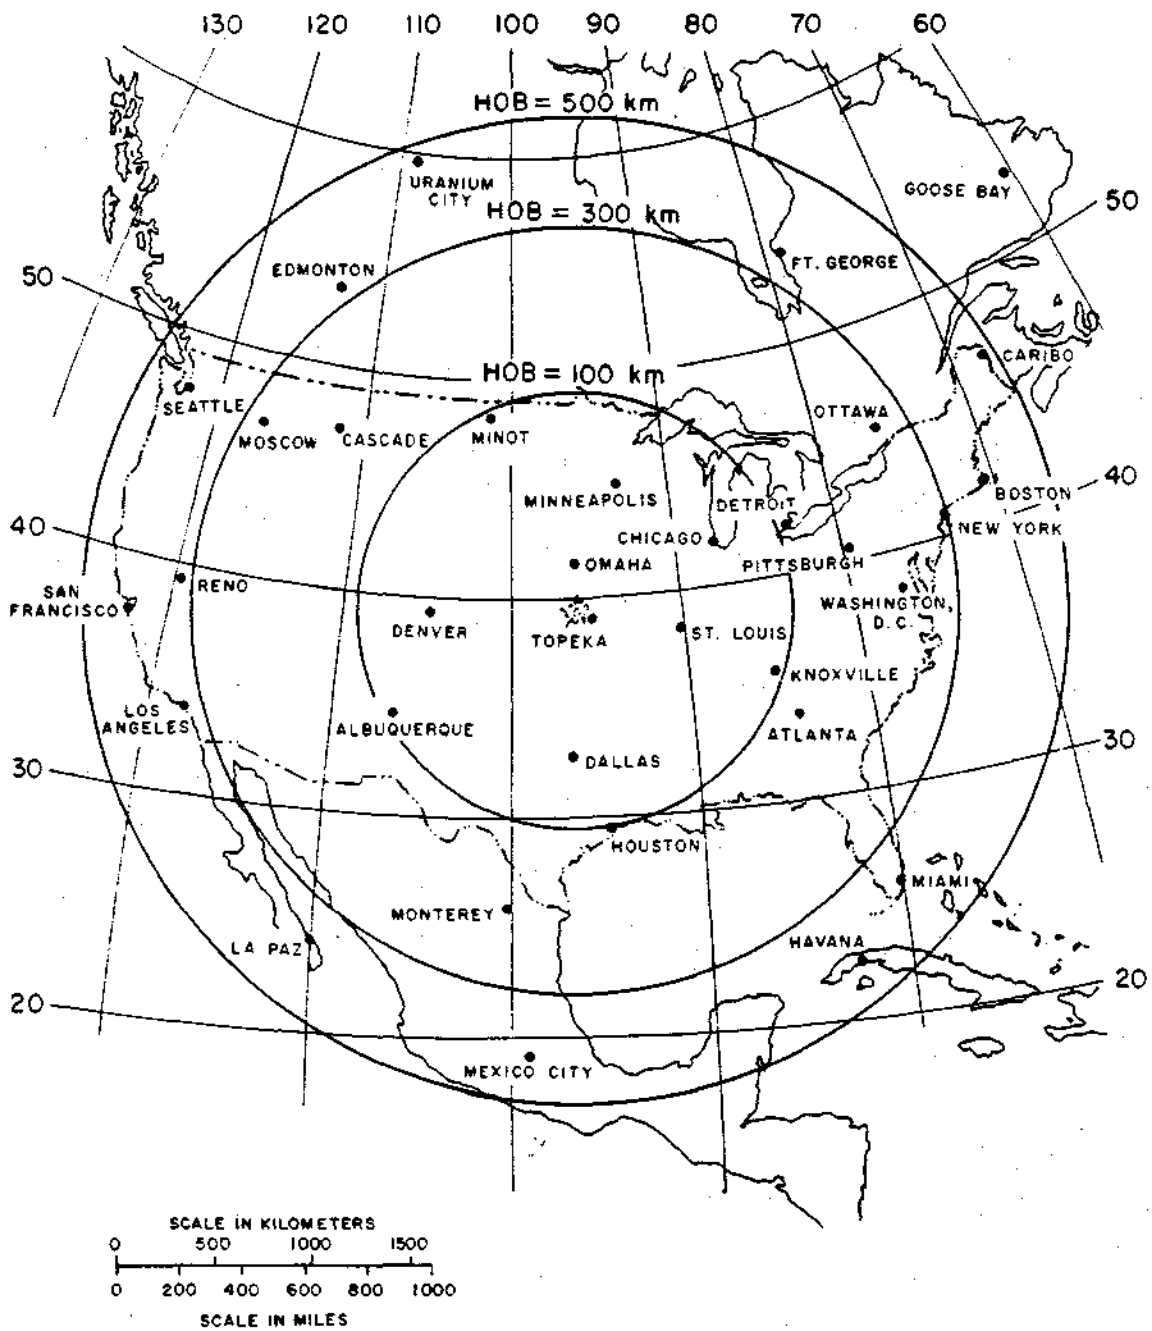 130 120 110 100 90 80 70 60
HOB = 500 km
URANIUM
CITY
GOOSE BAY
50
HOB = 300 km
FT. GEORGE
EDMONTON
50
CARIBO
HOB = 100 km
SEATTLE
OTTAWA
MOSCOW
CASCADE
MINOT
40
MINNEAPOLIS
DETROIT
BOSTON
NEW YORK
40
CHICAGO
OMAHA
PITTSBURGH
RENO
SAN
FRANCISCO
WASHINGTON,
D.C.
DENVER
TOPEKA
ST. LOUIS
KNOXVILLE
LOS
ANGELES
ALBUQUERQUE
ATLANTA
30
DALLAS
30
HOUSTON
MIAMI
MONTEREY
LA PAZ
HAVANA
20
20
MEXICO CITY
SCALE IN KILOMETERS
0 500 1000 1500
0 200 400 600 800 1000
SCALE IN MILES